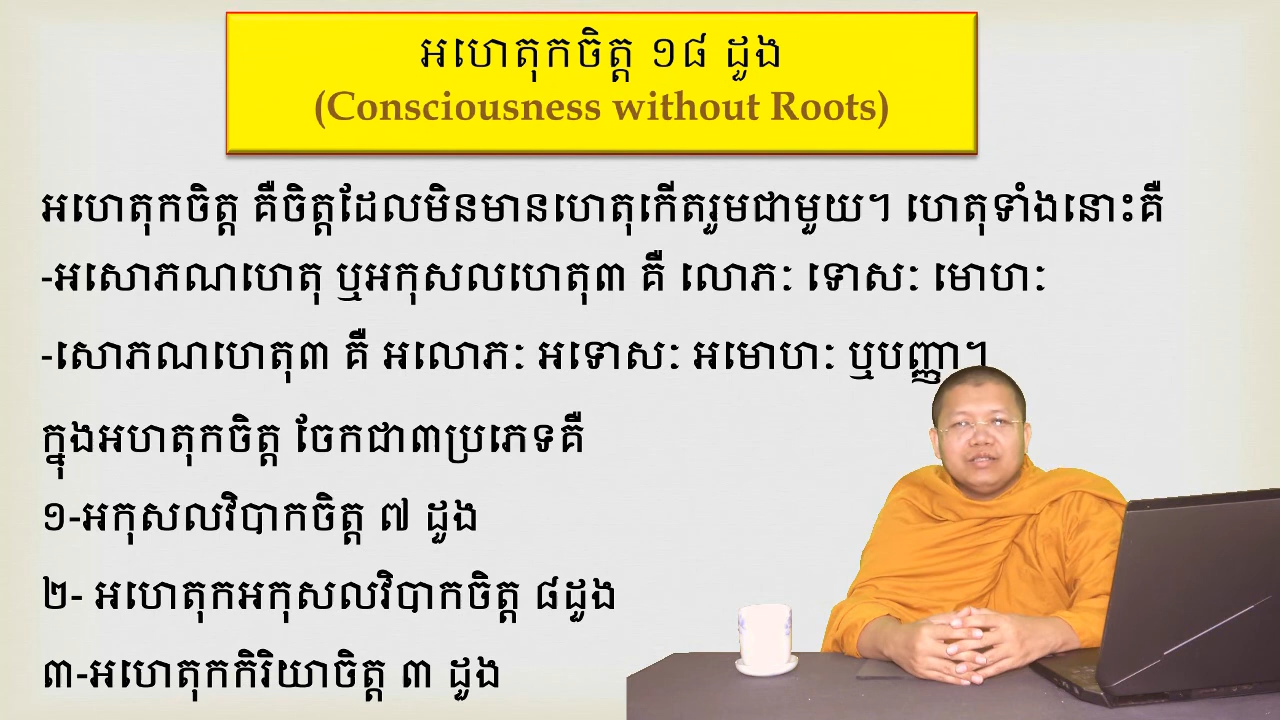 អហេតុកចិត្ត ១៨ ដួង
(Consciousness without Roots)
អហេតុកចិត្ត គឺចិត្តដែលមិនមានហេតុកើតរួមជាមួយ។ ហេតុទាំងនោះគឺ
-អសោភណហេតុ ឬអកុសលហេតុ៣ គឺ លោភៈ ទោសៈ មោហៈ
-សោភណហេតុ៣ គឺ អលោភៈ អទោសៈ អមោហៈ ឬបញ្ញា។
ក្នុងអហតុកចិត្ត ចែកជា៣ប្រភេទគឺ
១-អកុសលវិបាកចិត្ត ៧ ដួង
២- អហេតុកអកុសលវិបាកចិត្ត ៨ដួង
៣-អហេតុកកិរិយាចិត្ត ៣ ដួង